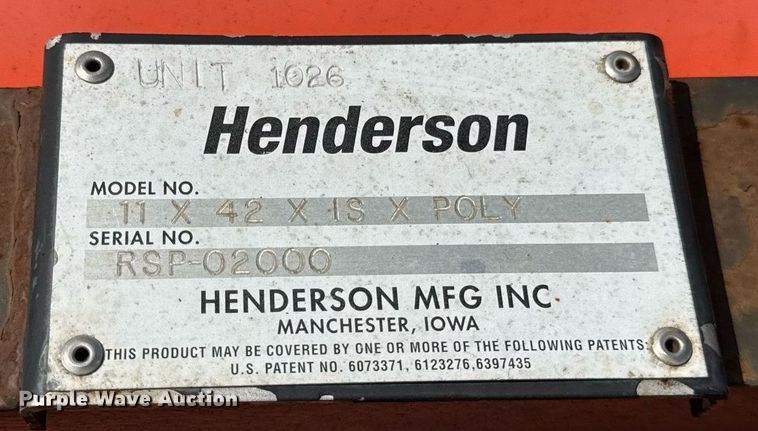 UNIT 1026
Henderson
MODEL NO.
11 X 42 X IS X POLY
SERIAL NO.
RSP-02000
HENDERSON MFG INC
MANCHESTER, IOWA
THIS PRODUCT MAY BE COVERED BY ONE OR MORE OF THE FOLLOWING PATENTS:
U.S. PATENT NO. 6073371, 6123276,6397435
Purple Wave Auction